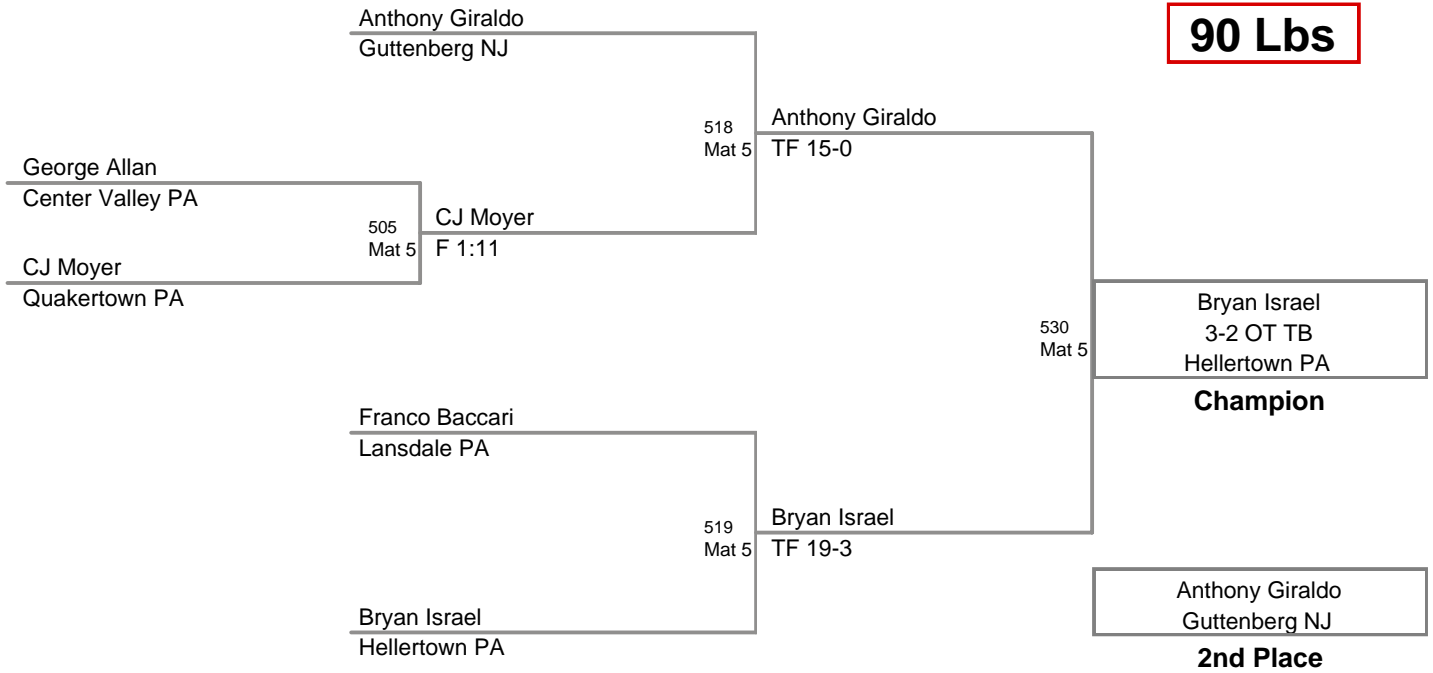 Anthony Giraldo
Guttenberg NJ
90 Lbs
518
Mat 5
Anthony Giraldo
TF 15-0
George Allan
Center Valley PA
505
Mat 5
CJ Moyer
F 1:11
CJ Moyer
Quakertown PA
530
Mat 5
Bryan Israel
3-2 OT TB
Hellertown PA
Champion
Franco Baccari
Lansdale PA
519
Mat 5
Bryan Israel
TF 19-3
Bryan Israel
Hellertown PA
Anthony Giraldo
Guttenberg NJ
2nd Place